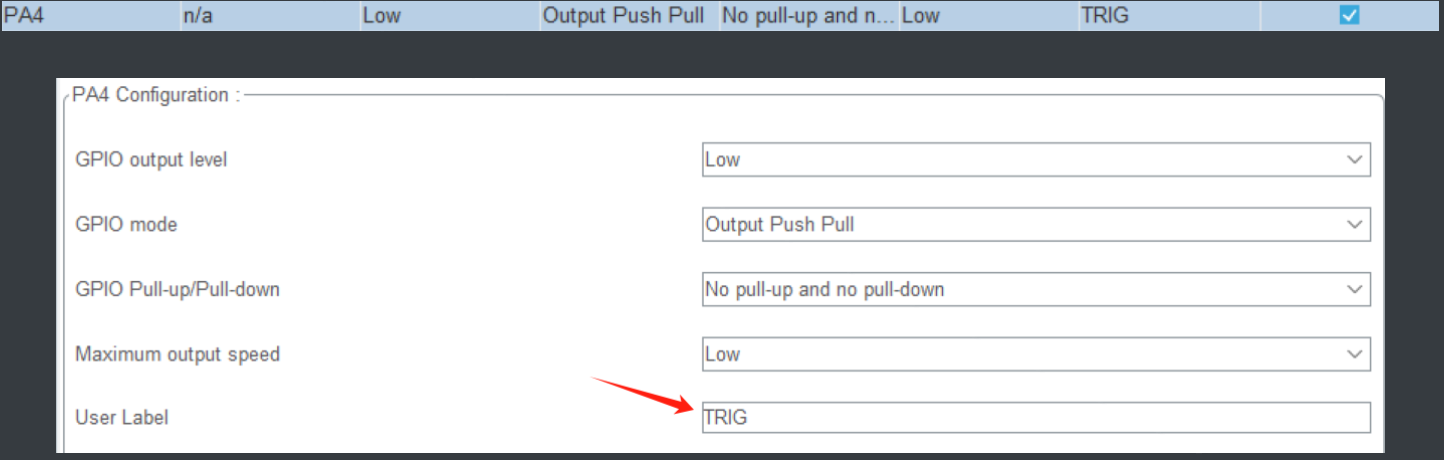 PA4 n/a Low Output Push Pull No pull-up and n... Low TRIG
PA4 Configuration :
GPIO output level Low
GPIO mode Output Push Pull
GPIO Pull-up/Pull-down No pull-up and no pull-down
Maximum output speed Low
User Label TRIG